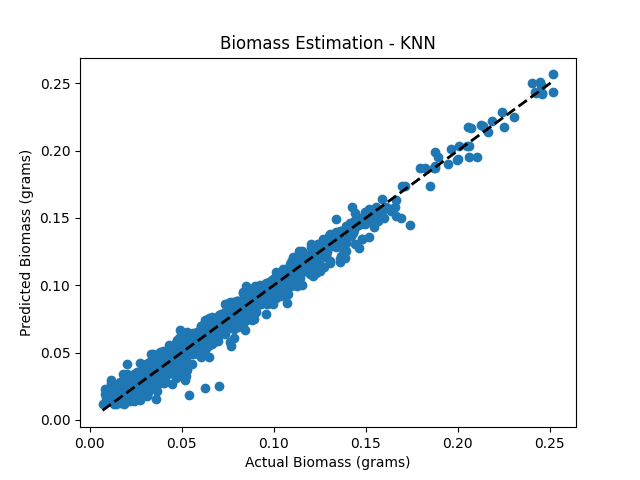 Biomass Estimation - KNN
Predicted Biomass (grams)
0.25
0.20
0.15
0.10
0.05
0.00
0.00 0.05 0.10 0.15 0.20 0.25
Actual Biomass (grams)